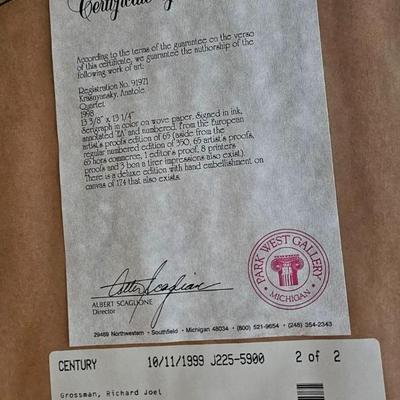 Certificate
According to the terms of the guarantee on the verso
of this certificate, we guarantee the authorship of the
following work of art:
Registration No. 91971
Krasnyansky, Anatole
Quartet
1998
13 3/8" x 13 1/4"
Serigraph in color on wove paper. Signed in ink,
annotated 'EA' and numbered. From the European
artist's proofs edition of 65 (aside from the
regular numbered edition of 350, 65 artist's proofs,
65 hors commerce, 1 editor's proof, 8 printers
proofs and 3 bon a tirer impressions also exist).
There is a deluxe edition with hand embellishment on
canvas of 174 that also exists.
ALBERT SCAGLIONE
Director
PARK WEST GALLERY
• MICHIGAN •
29469 Northwestern • Southfield • Michigan 48034 • (800) 521-9654 • (248) 354-2343
CENTURY 10/11/1999 J225-5900 2 of 2
Grossman, Richard Joel